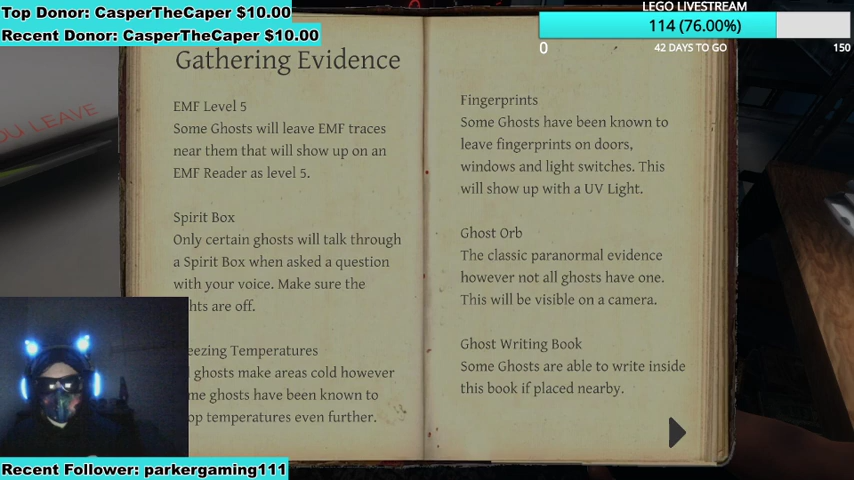 Top Donor: CasperTheCaper $10.00
Recent Donor: CasperTheCaper $10.00
LEGO LIVESTREAM
114 (76.00%)
0
42 DAYS TO GO
150
YOU LEAVE
Gathering Evidence
EMF Level 5
Some Ghosts will leave EMF traces
near them that will show up on an
EMF Reader as level 5.
Spirit Box
Only certain ghosts will talk through
a Spirit Box when asked a question
with your voice. Make sure the
are off.
Temperatures
ghosts make areas cold however
ghosts have been known to
temperatures even further.
Fingerprints
Some Ghosts have been known to
leave fingerprints on doors,
windows and light switches. This
will show up with a UV Light.
Ghost Orb
The classic paranormal evidence
however not all ghosts have one.
This will be visible on a camera.
Ghost Writing Book
Some Ghosts are able to write inside
this book if placed nearby.
Recent Follower: parkergaming111